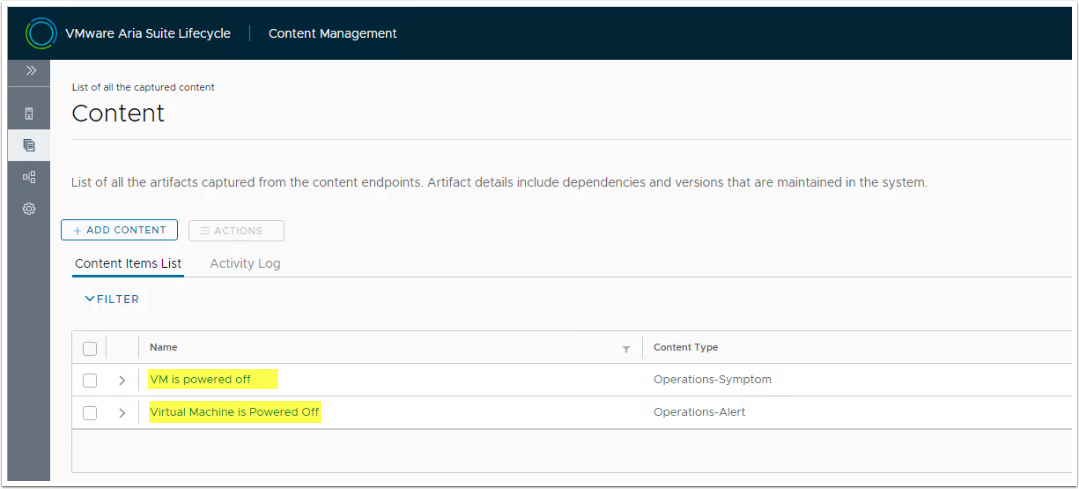 VMware Aria Suite Lifecycle Content Management
List of all the captured content
Content
List of all the artifacts captured from the content endpoints. Artifact details include dependencies and versions that are maintained in the system.
+ ADD CONTENT ACTIONS
Content Items List Activity Log
FILTER
Name Content Type
VM is powered off Operations-Symptom
Virtual Machine is Powered Off Operations-Alert